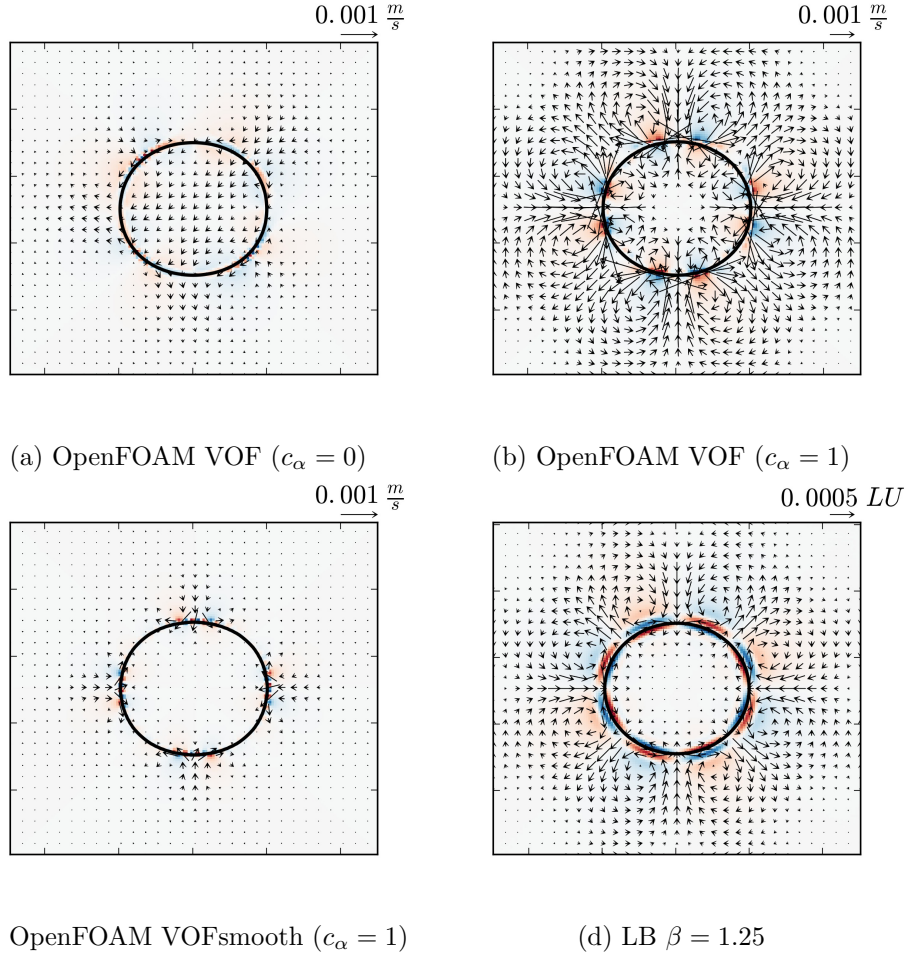 0.001 m/s
0.001 m/s
(a) OpenFOAM VOF (cα = 0)
(b) OpenFOAM VOF (cα = 1)
0.001 m/s
0.0005 LU
OpenFOAM VOFsmooth (cα = 1)
(d) LB β = 1.25